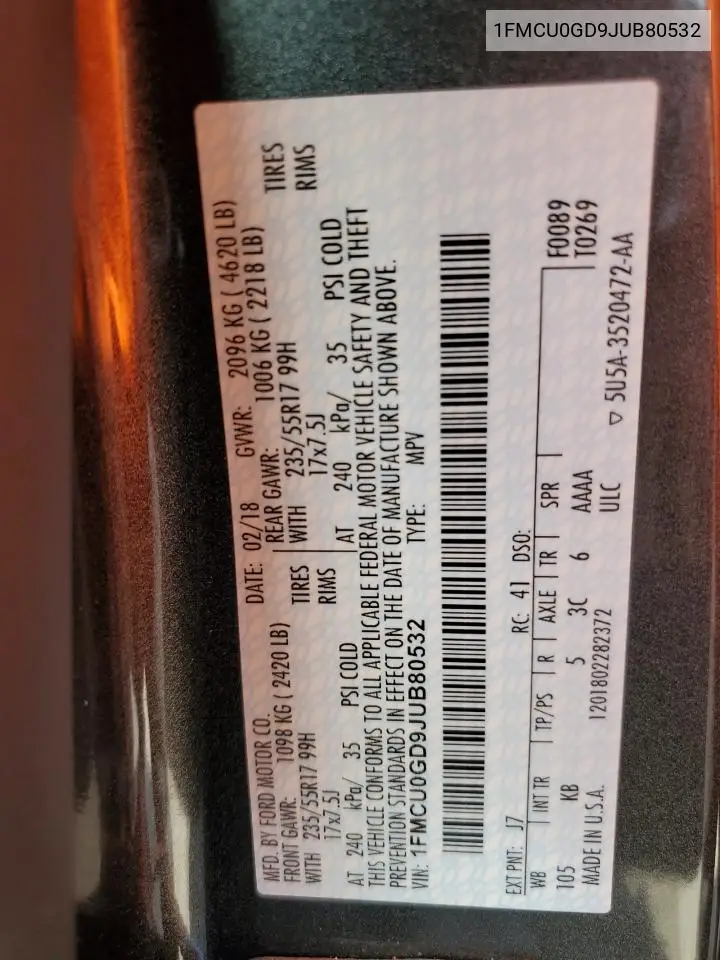 1FMCU0GD9JUB80532
MFD. BY FORD MOTOR CO.
DATE: 02/18 GVWR: 2096 KG ( 4620 LB)
FRONT GAWR: 1098 KG ( 2420 LB) REAR GAWR: 1006 KG ( 2218 LB)
WITH 235/55R17 99H TIRES WITH 235/55R17 99H TIRES
17x7.5J RIMS 17x7.5J RIMS
AT 240 kPa/ 35 PSI COLD AT 240 kPa/ 35 PSI COLD
THIS VEHICLE CONFORMS TO ALL APPLICABLE FEDERAL MOTOR VEHICLE SAFETY AND THEFT
PREVENTION STANDARDS IN EFFECT ON THE DATE OF MANUFACTURE SHOWN ABOVE.
VIN: 1FMCU0GD9JUB80532 TYPE: MPV
EXT PNT: J7 RC: 41 DSO:
WB INT TR TP/PS R AXLE TR SPR F0089
105 KB 5 3C 6 AAAA T0269
MADE IN U.S.A. 1201802282372 ULC ▽ 5U5A-3520472-AA